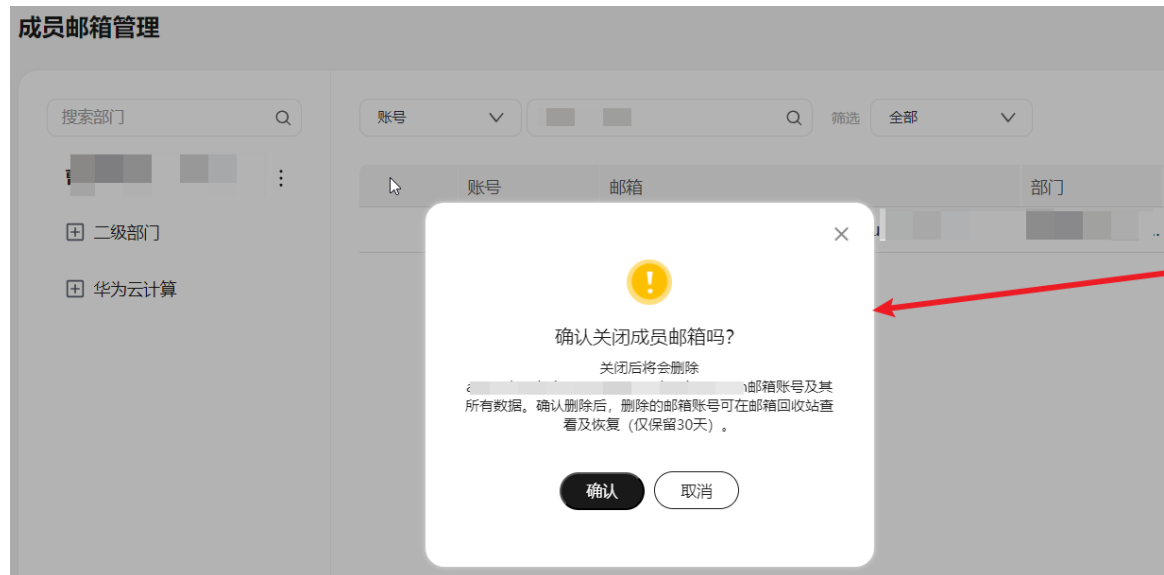 成员邮箱管理
搜索部门
账号
筛选
全部
账号
邮箱
部门
二级部门
华为云计算
确认关闭成员邮箱吗？
关闭后将会删除
邮箱账号及其
所有数据。确认删除后，删除的邮箱账号可在邮箱回收站查
看及恢复（仅保留30天）。
确认
取消